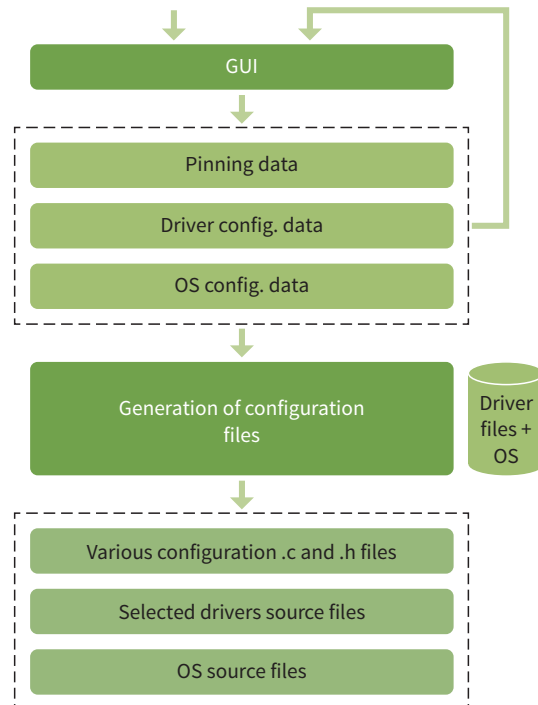 GUI
Pinning data
Driver config. data
OS config. data
Generation of configuration
files
Driver
files +
OS
Various configuration .c and .h files
Selected drivers source files
OS source files